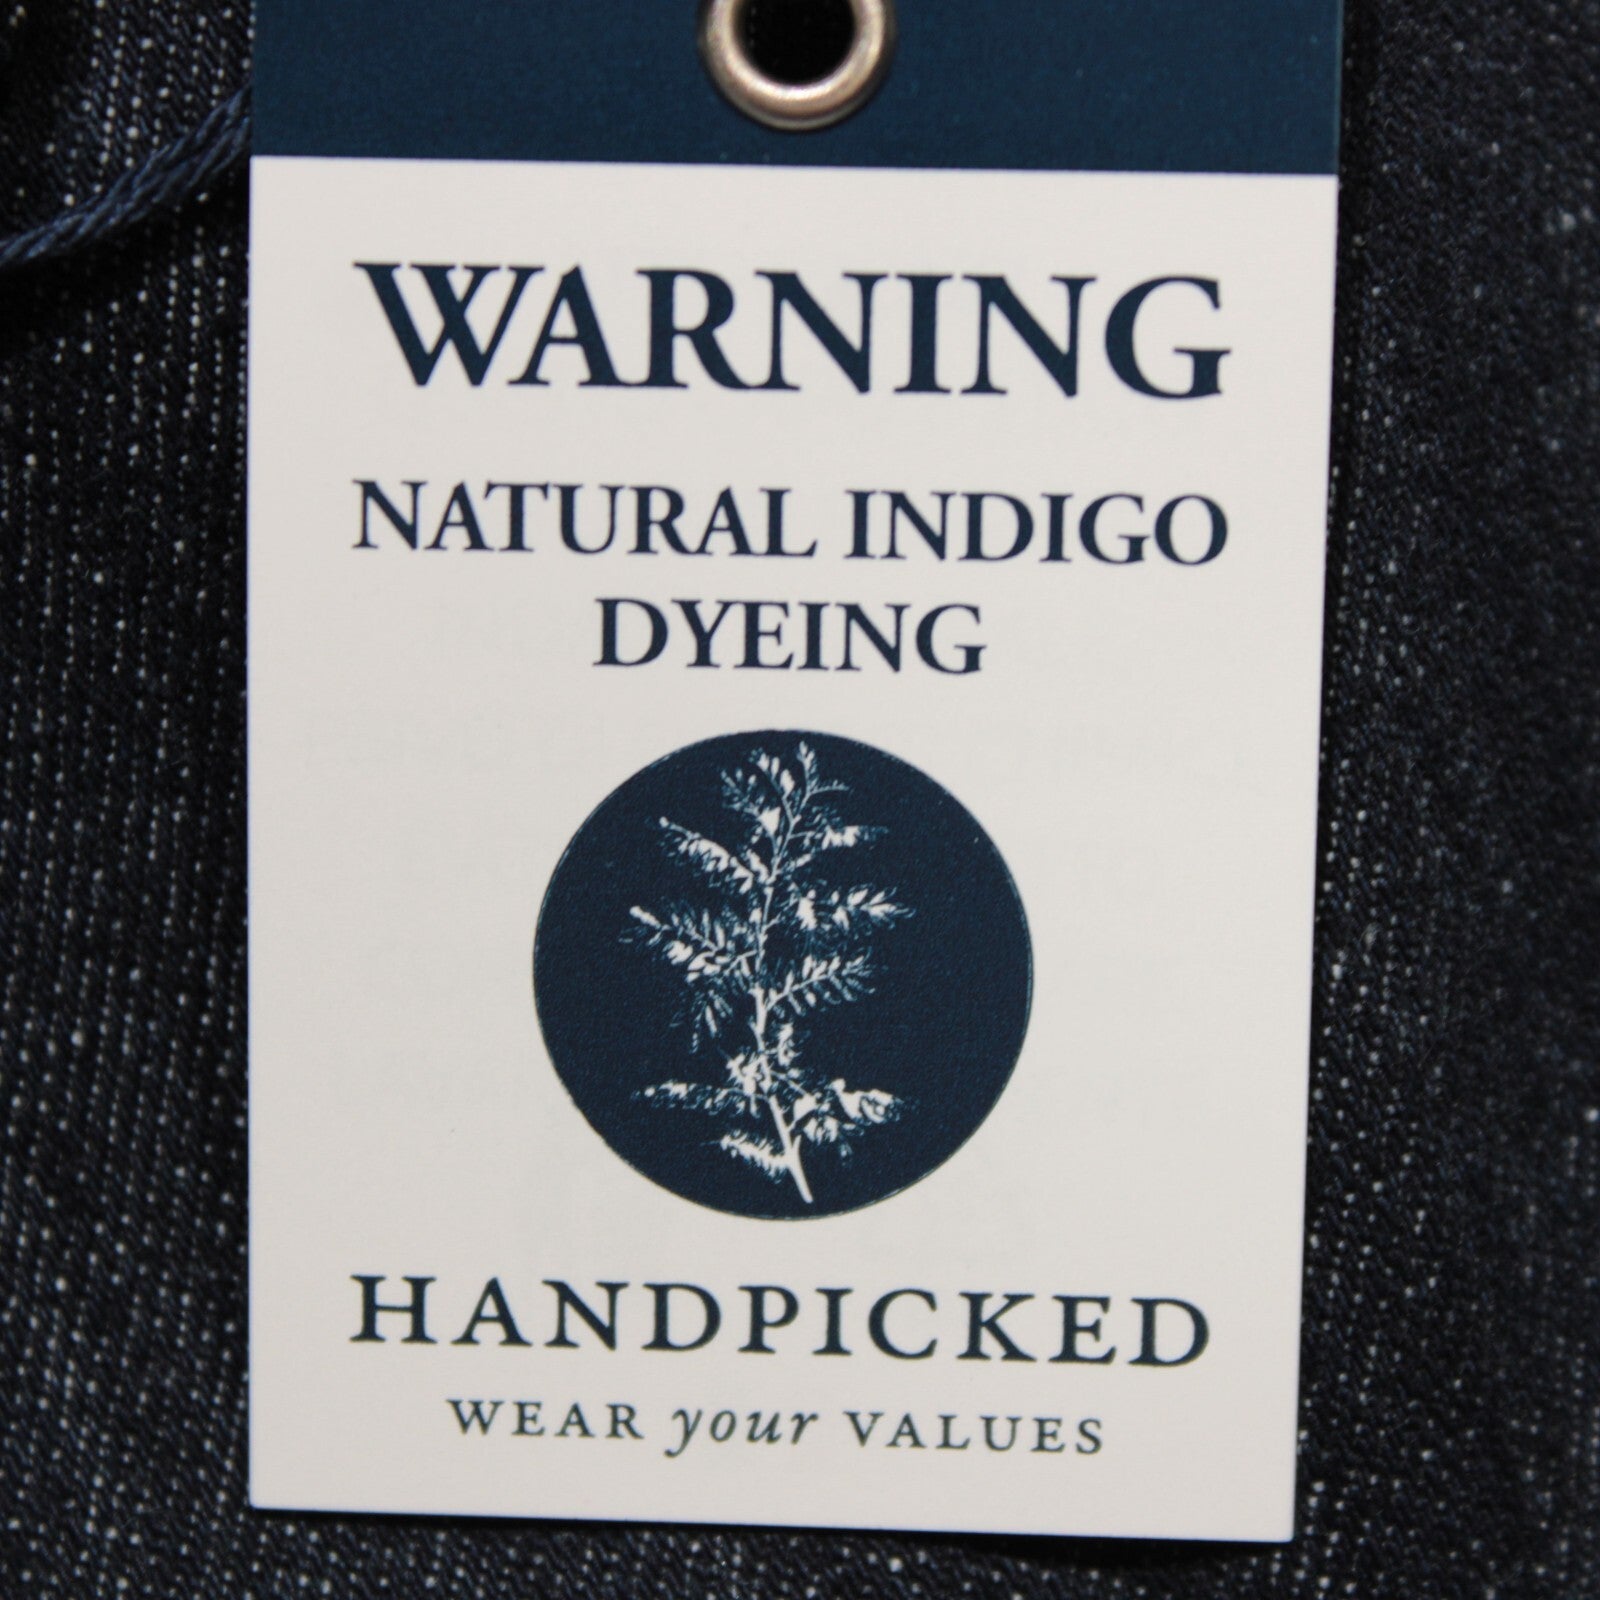 WARNING
NATURAL INDIGO
DYEING
HANDPICKED
WEAR your VALUES